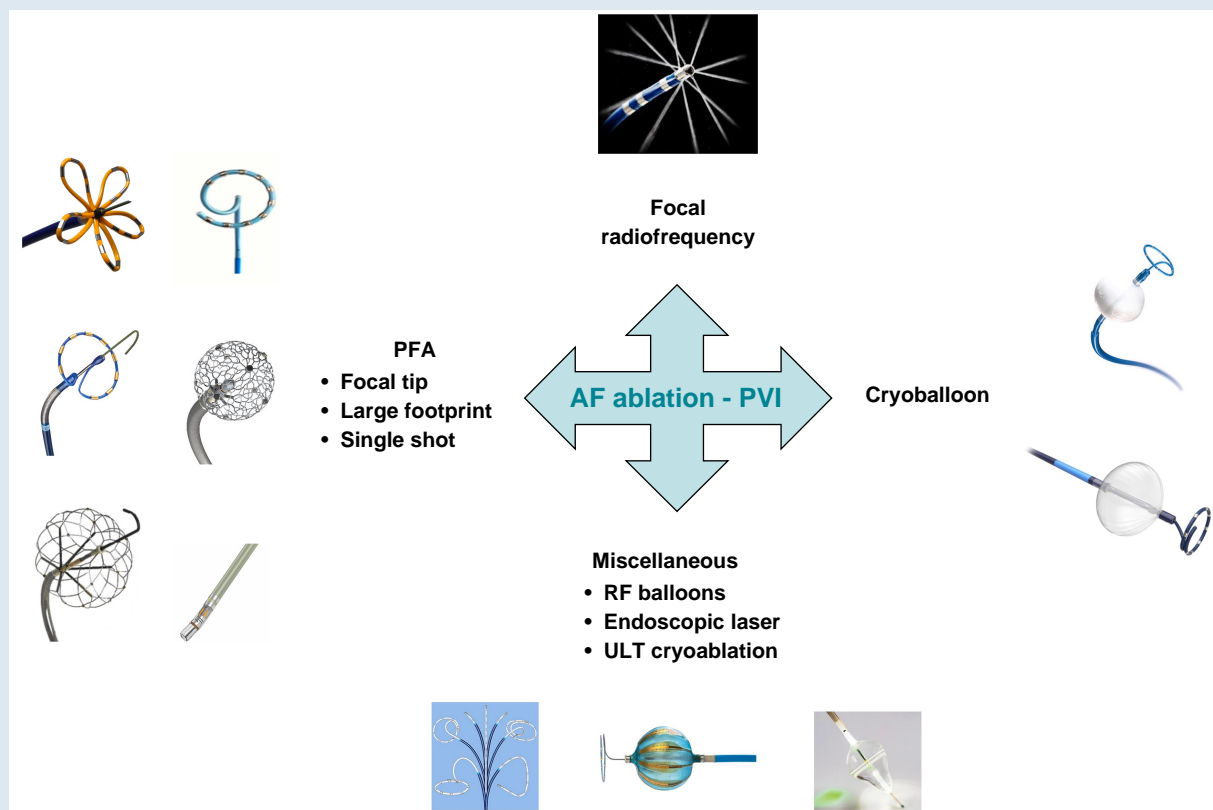 Focal
radiofrequency
PFA
• Focal tip
• Large footprint
• Single shot
AF ablation - PVI
Cryoballoon
Miscellaneous
• RF balloons
• Endoscopic laser
• ULT cryoablation